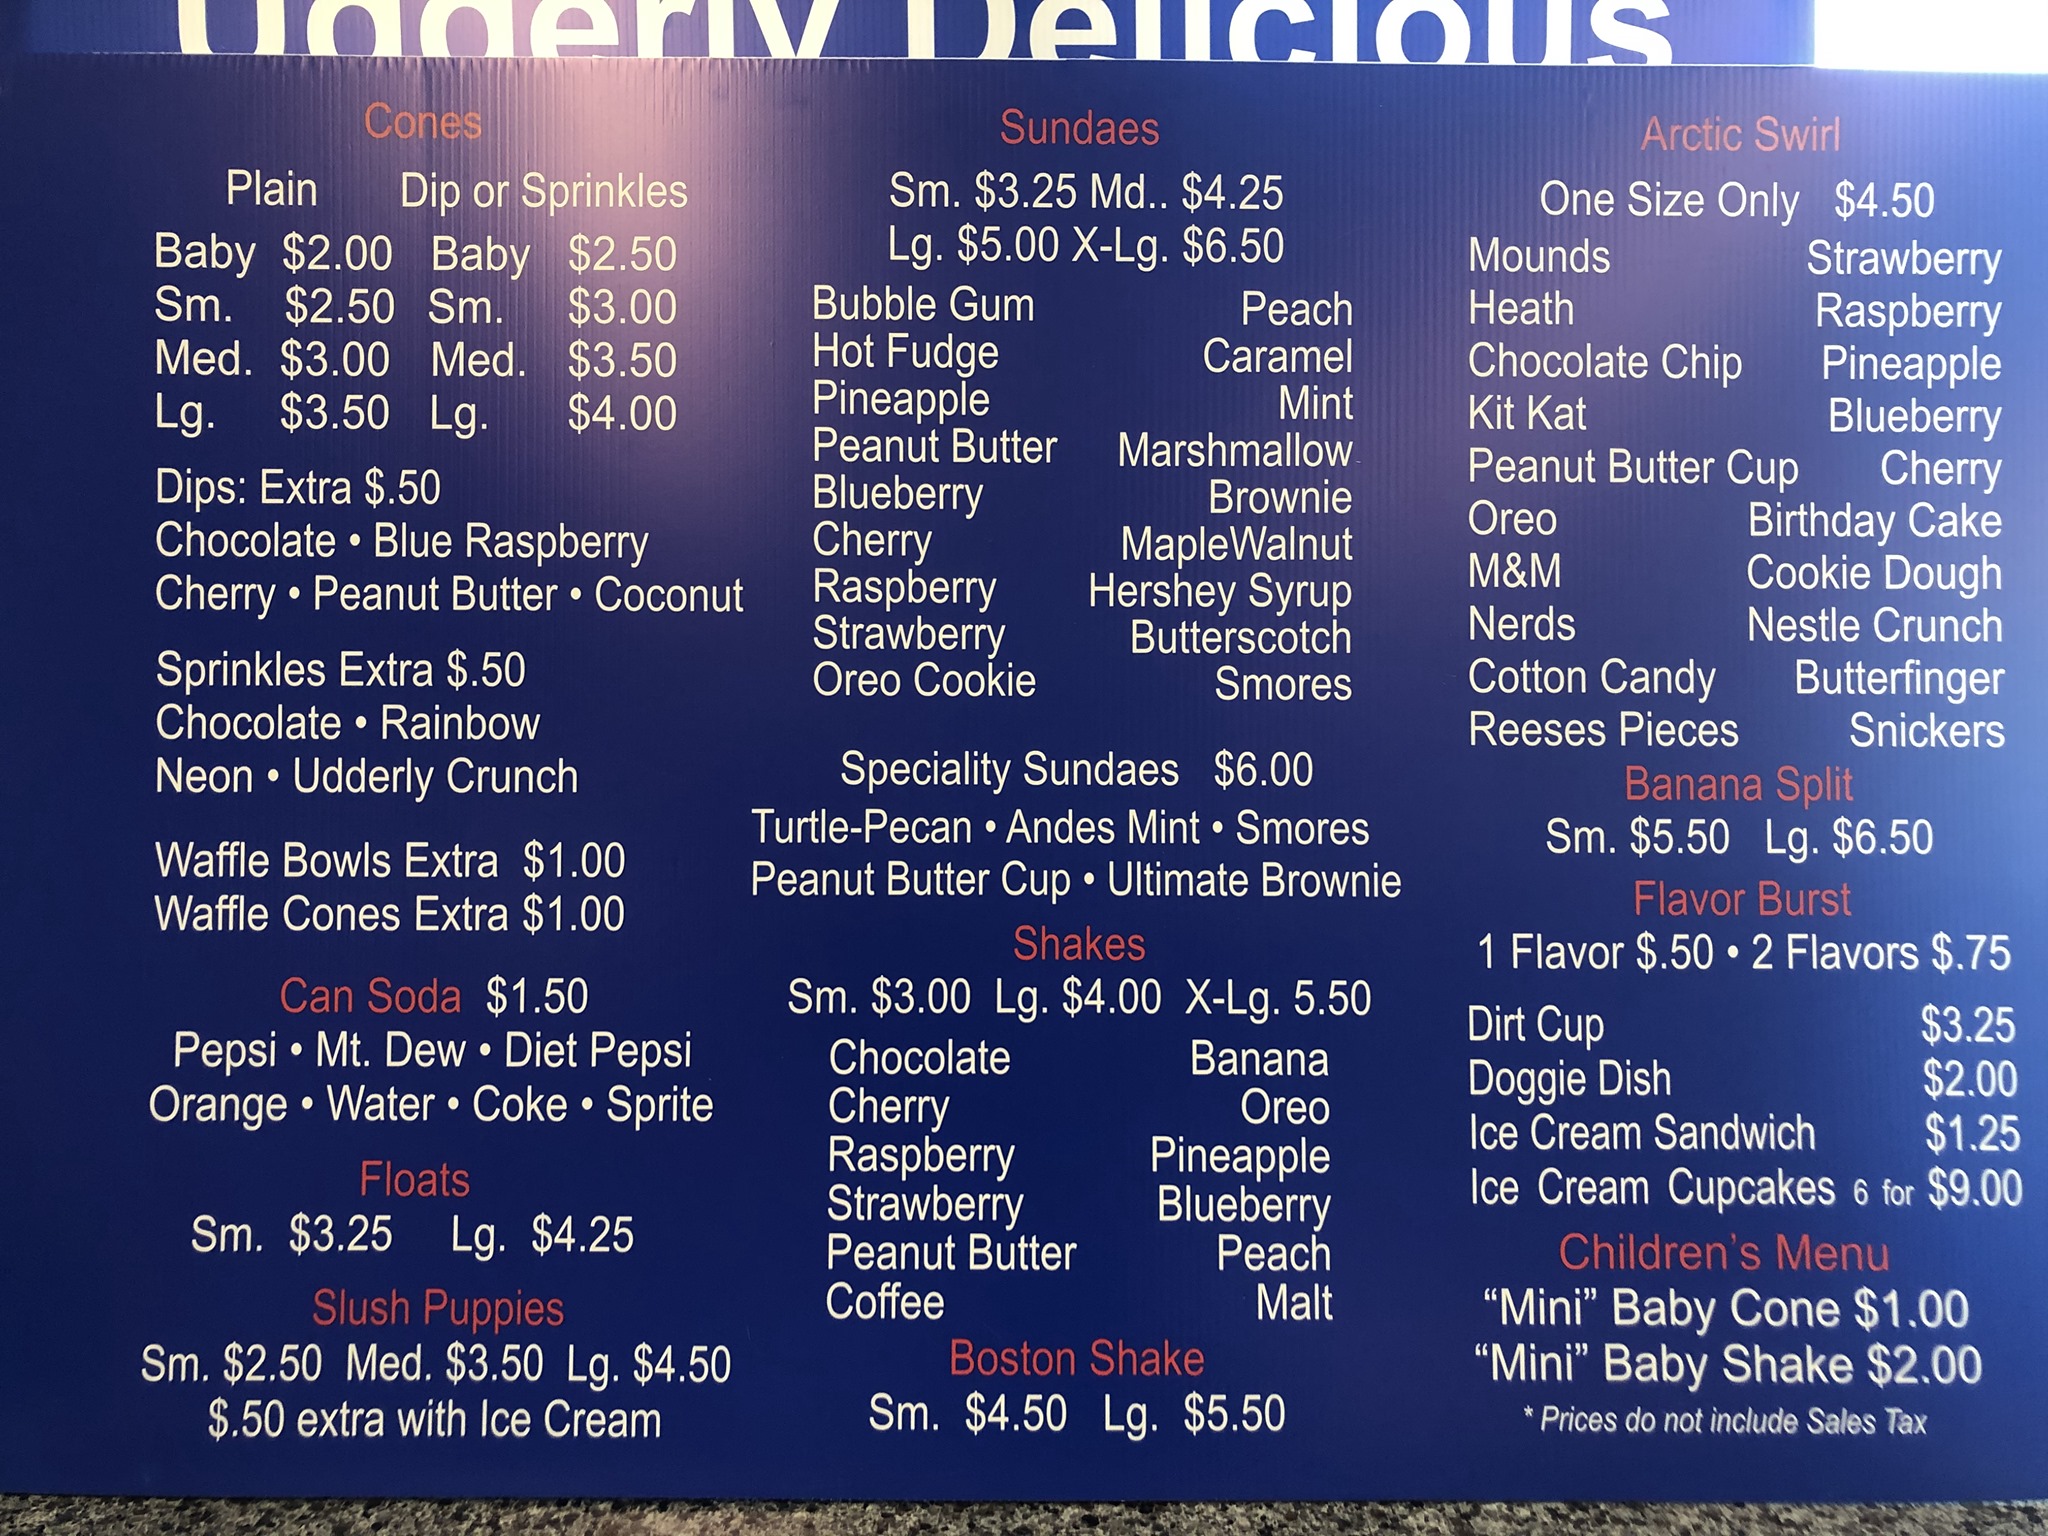 Udderly Delicious
Cones
Plain Dip or Sprinkles
Baby $2.00 Baby $2.50
Sm. $2.50 Sm. $3.00
Med. $3.00 Med. $3.50
Lg. $3.50 Lg. $4.00
Dips: Extra $.50
Chocolate • Blue Raspberry
Cherry • Peanut Butter • Coconut
Sprinkles Extra $.50
Chocolate • Rainbow
Neon • Udderly Crunch
Waffle Bowls Extra $1.00
Waffle Cones Extra $1.00
Can Soda $1.50
Pepsi • Mt. Dew • Diet Pepsi
Orange • Water • Coke • Sprite
Floats
Sm. $3.25 Lg. $4.25
Slush Puppies
Sm. $2.50 Med. $3.50 Lg. $4.50
$.50 extra with Ice Cream
Sundaes
Sm. $3.25 Md.. $4.25
Lg. $5.00 X-Lg. $6.50
Bubble Gum Peach
Hot Fudge Caramel
Pineapple Mint
Peanut Butter Marshmallow
Blueberry Brownie
Cherry MapleWalnut
Raspberry Hershey Syrup
Strawberry Butterscotch
Oreo Cookie Smores
Speciality Sundaes $6.00
Turtle-Pecan • Andes Mint • Smores
Peanut Butter Cup • Ultimate Brownie
Shakes
Sm. $3.00 Lg. $4.00 X-Lg. 5.50
Chocolate Banana
Cherry Oreo
Raspberry Pineapple
Strawberry Blueberry
Peanut Butter Peach
Coffee Malt
Boston Shake
Sm. $4.50 Lg. $5.50
Arctic Swirl
One Size Only $4.50
Mounds Strawberry
Heath Raspberry
Chocolate Chip Pineapple
Kit Kat Blueberry
Peanut Butter Cup Cherry
Oreo Birthday Cake
M&M Cookie Dough
Nerds Nestle Crunch
Cotton Candy Butterfinger
Reeses Pieces Snickers
Banana Split
Sm. $5.50 Lg. $6.50
Flavor Burst
1 Flavor $.50 • 2 Flavors $.75
Dirt Cup $3.25
Doggie Dish $2.00
Ice Cream Sandwich $1.25
Ice Cream Cupcakes 6 for $9.00
Children's Menu
“Mini” Baby Cone $1.00
“Mini” Baby Shake $2.00
* Prices do not include Sales Tax